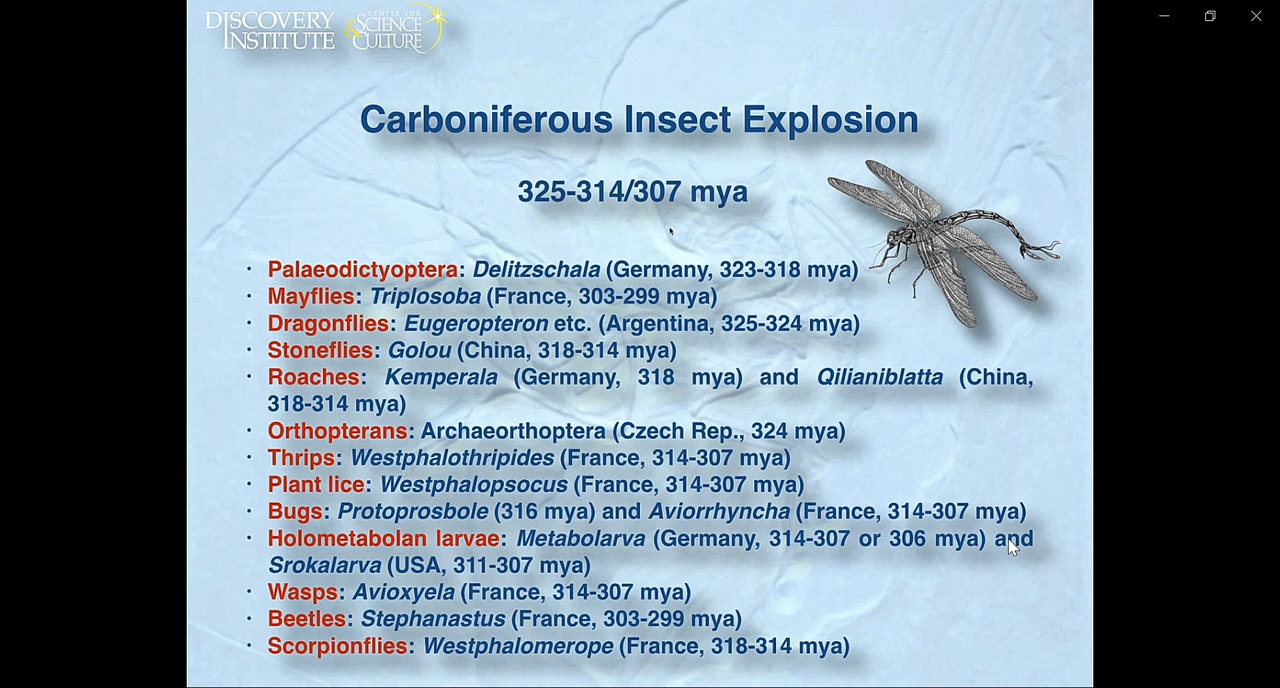 DISCOVERY
INSTITUTE
CENTER FOR
SCIENCE
& CULTURE
Carboniferous Insect Explosion
325-314/307 mya
· Palaeodictyoptera: Delitzschala (Germany, 323-318 mya)
· Mayflies: Triplosoba (France, 303-299 mya)
· Dragonflies: Eugeropteron etc. (Argentina, 325-324 mya)
· Stoneflies: Golou (China, 318-314 mya)
· Roaches: Kemperala (Germany, 318 mya) and Qilianiblatta (China,
318-314 mya)
· Orthopterans: Archaeorthoptera (Czech Rep., 324 mya)
· Thrips: Westphalothripides (France, 314-307 mya)
· Plant lice: Westphalopsocus (France, 314-307 mya)
· Bugs: Protoprosbole (316 mya) and Aviorrhyncha (France, 314-307 mya)
· Holometabolan larvae: Metabolarva (Germany, 314-307 or 306 mya) and
Srokalarva (USA, 311-307 mya)
· Wasps: Avioxyela (France, 314-307 mya)
· Beetles: Stephanastus (France, 303-299 mya)
· Scorpionflies: Westphalomerope (France, 318-314 mya)